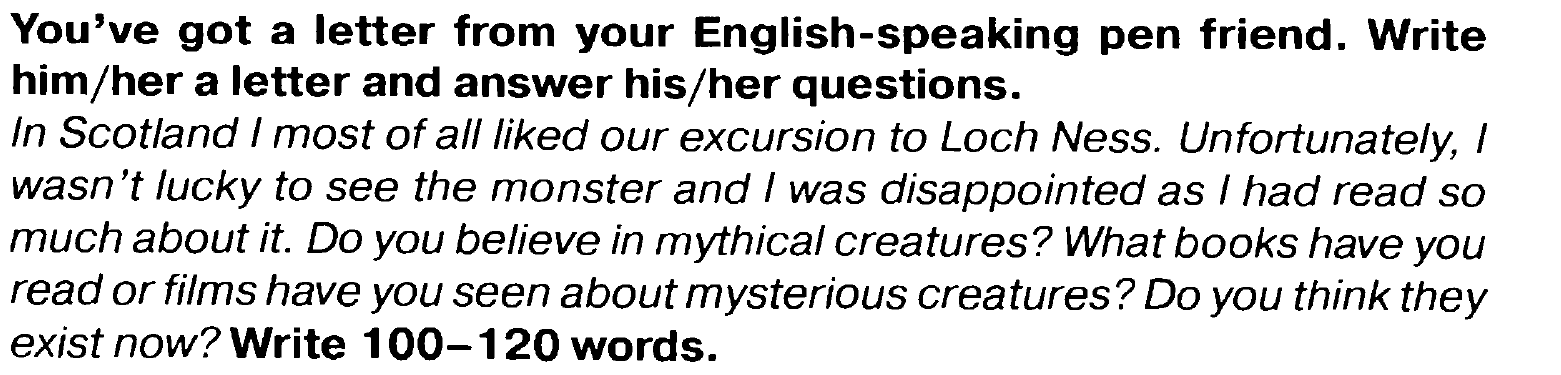 You've got a letter from your English-speaking pen friend. Write
him/her a letter and answer his/her questions.
In Scotland I most of all liked our excursion to Loch Ness. Unfortunately, I
wasn't lucky to see the monster and I was disappointed as I had read so
much about it. Do you believe in mythical creatures? What books have you
read or films have you seen about mysterious creatures? Do you think they
exist now? Write 100–120 words.